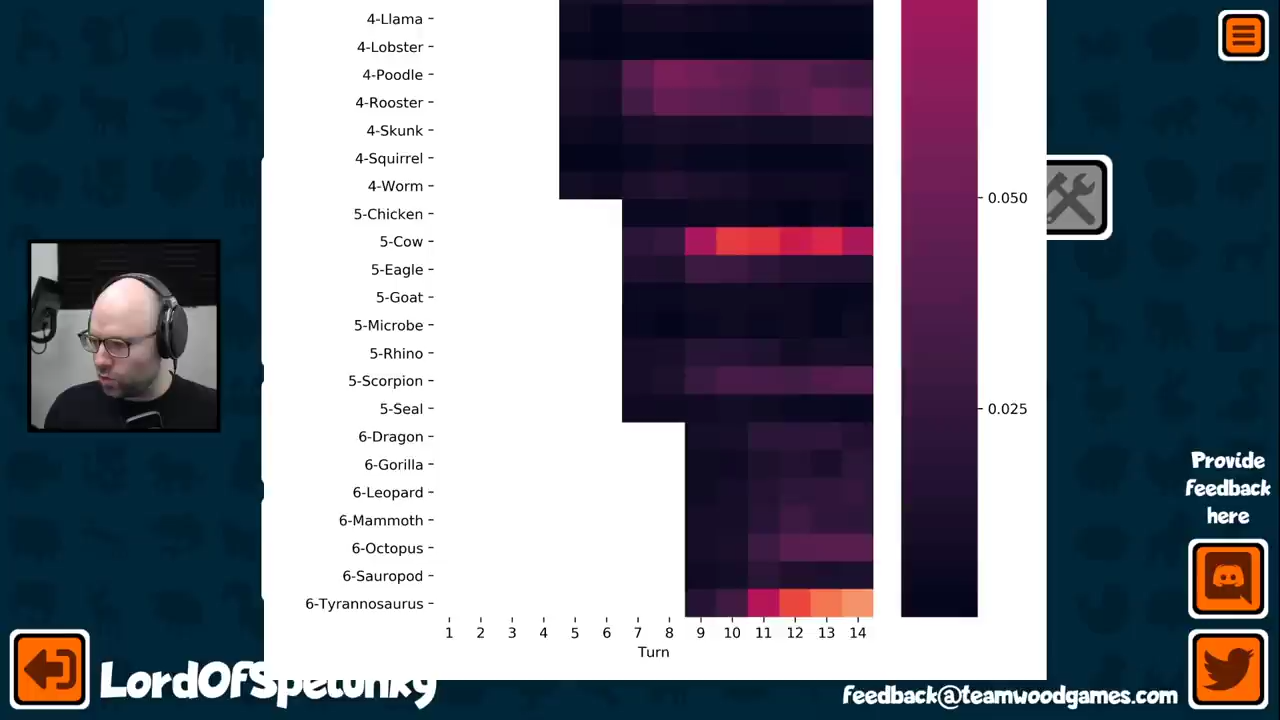 4-Llama
4-Lobster
4-Poodle
4-Rooster
4-Skunk
4-Squirrel
4-Worm
5-Chicken
5-Cow
5-Eagle
5-Goat
5-Microbe
5-Rhino
5-Scorpion
5-Seal
6-Dragon
6-Gorilla
6-Leopard
6-Mammoth
6-Octopus
6-Sauropod
6-Tyrannosaurus
1 2 3 4 5 6 7 8 9 10 11 12 13 14
Turn
0.050
0.025
Provide
feedback
here
LordOfSpelunky
feedback@teamwoodgames.com